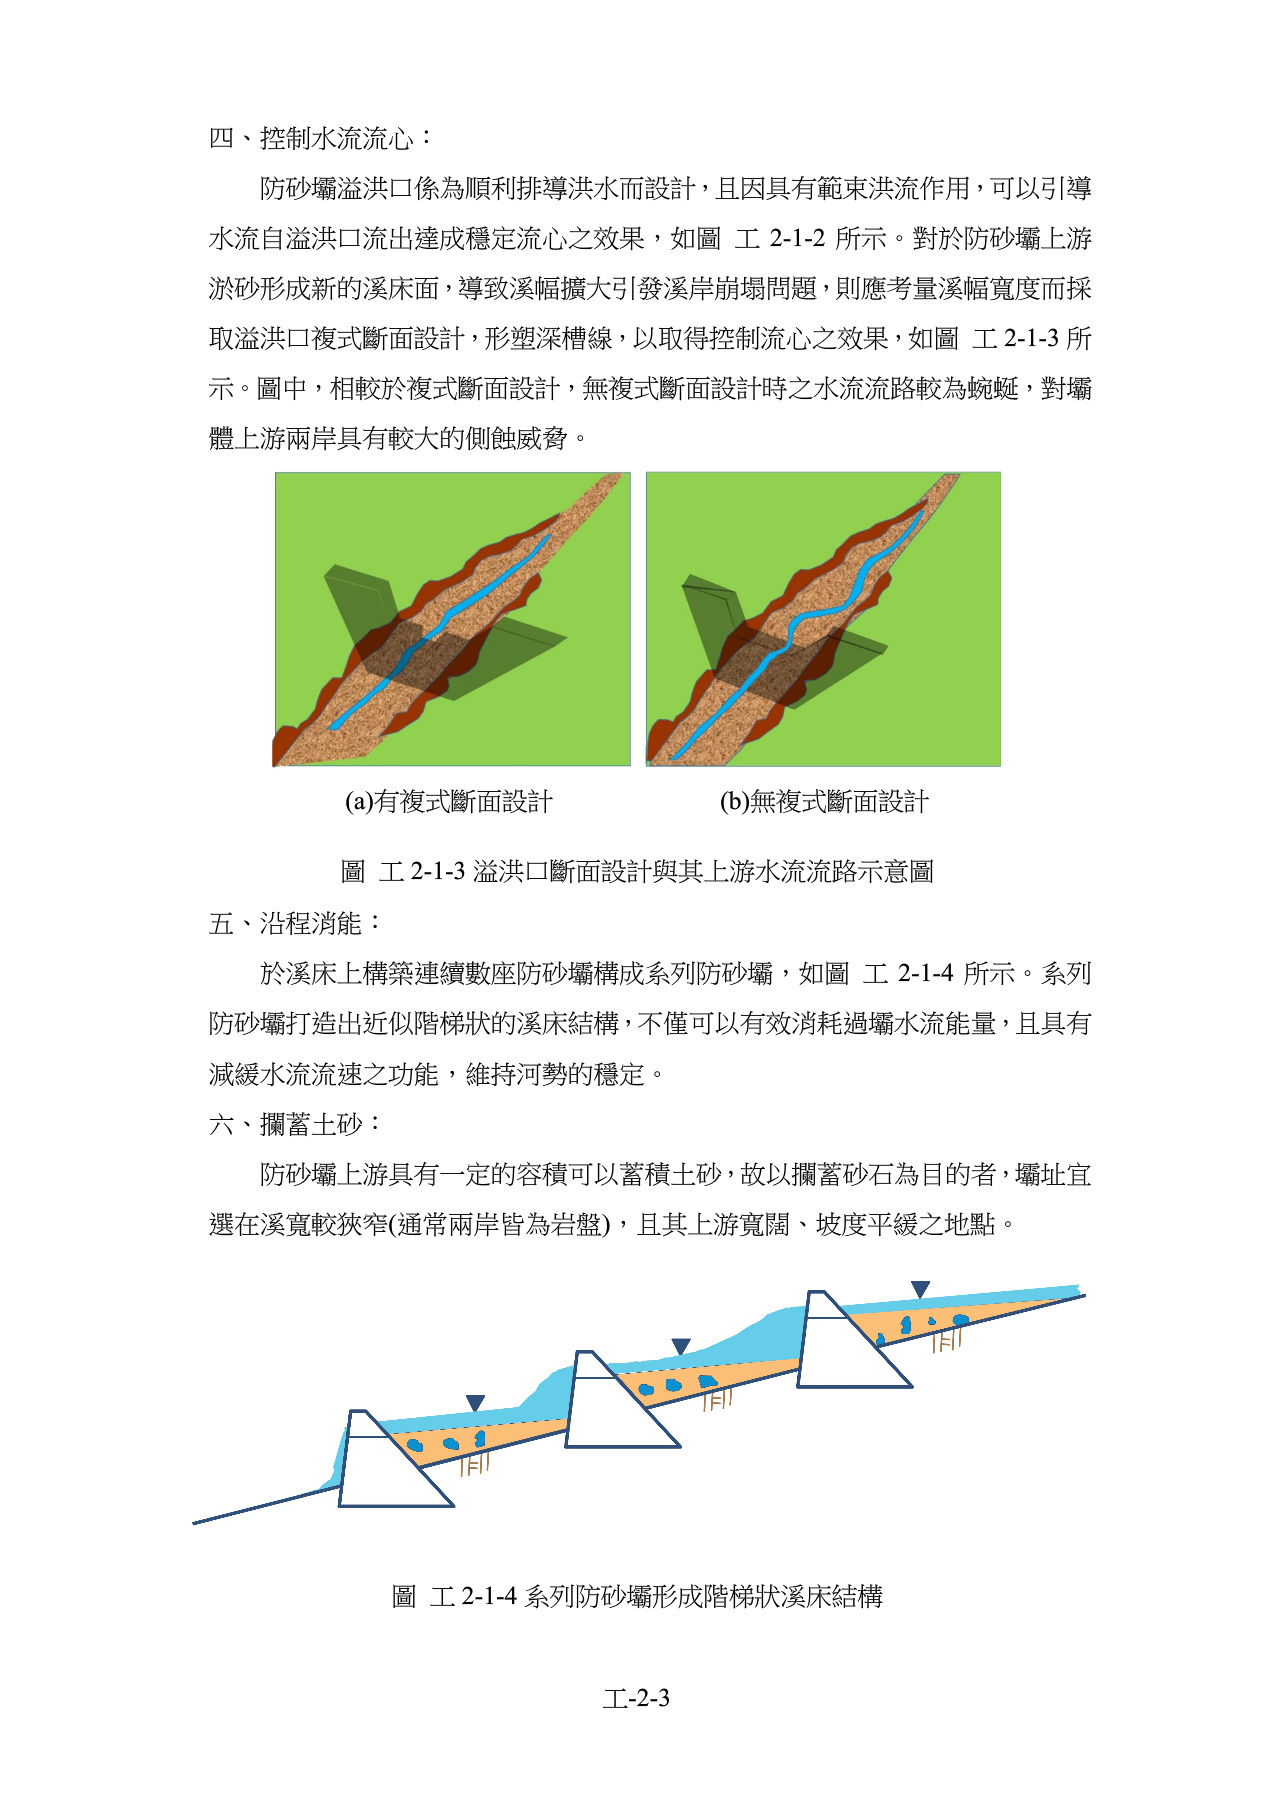 四、控制水流流心：
防砂壩溢洪口係為順利排導洪水而設計，且因具有範束洪流作用，可以引導
水流自溢洪口流出達成穩定流心之效果，如圖 工 2-1-2 所示。對於防砂壩上游
淤砂形成新的溪床面，導致溪幅擴大引發溪岸崩塌問題，則應考量溪幅寬度而採
取溢洪口複式斷面設計，形塑深槽線，以取得控制流心之效果，如圖 工 2-1-3 所
示。圖中，相較於複式斷面設計，無複式斷面設計時之水流流路較為蜿蜒，對壩
體上游兩岸具有較大的側蝕威脅。
(a)有複式斷面設計 (b)無複式斷面設計
圖 工 2-1-3 溢洪口斷面設計與其上游水流流路示意圖
五、沿程消能：
於溪床上構築連續數座防砂壩構成系列防砂壩，如圖 工 2-1-4 所示。系列
防砂壩打造出近似階梯狀的溪床結構，不僅可以有效消耗過壩水流能量，且具有
減緩水流流速之功能，維持河勢的穩定。
六、攔蓄土砂：
防砂壩上游具有一定的容積可以蓄積土砂，故以攔蓄砂石為目的者，壩址宜
選在溪寬較狹窄(通常兩岸皆為岩盤)，且其上游寬闊、坡度平緩之地點。
圖 工 2-1-4 系列防砂壩形成階梯狀溪床結構
工-2-3